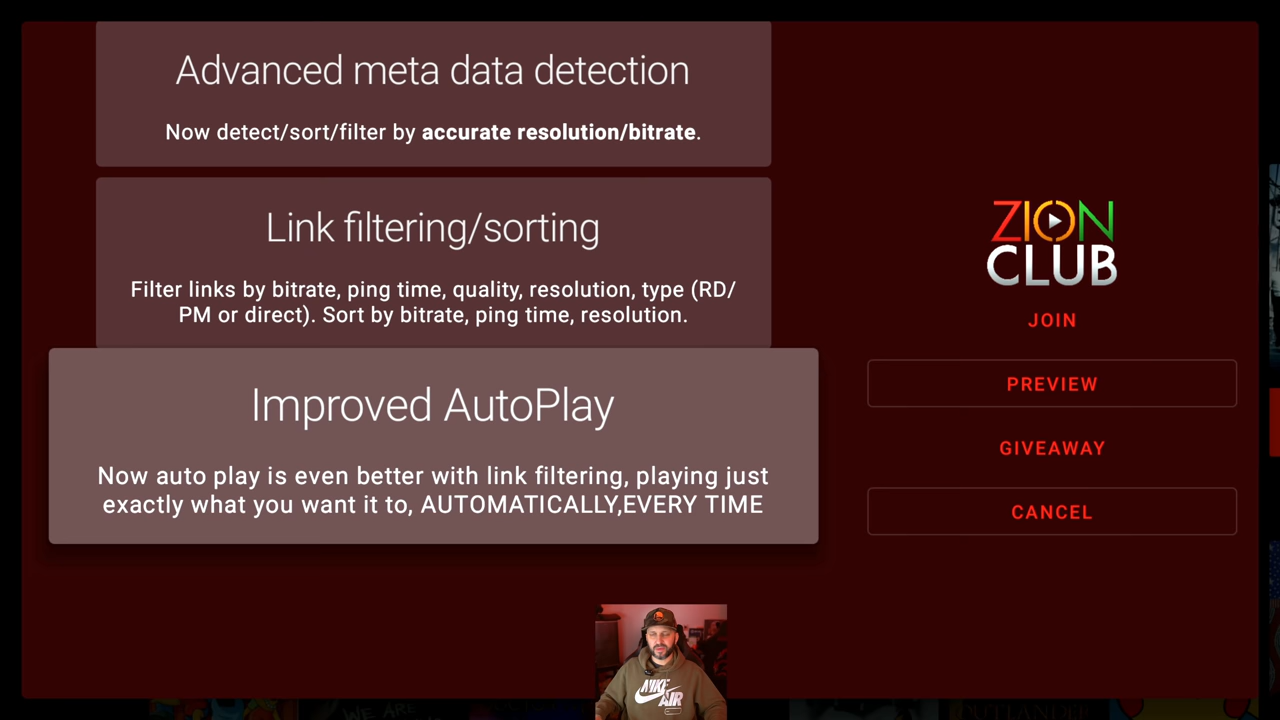 Advanced meta data detection
Now detect/sort/filter by accurate resolution/bitrate.
Link filtering/sorting
Filter links by bitrate, ping time, quality, resolution, type (RD/
PM or direct). Sort by bitrate, ping time, resolution.
Improved AutoPlay
Now auto play is even better with link filtering, playing just
exactly what you want it to, AUTOMATICALLY,EVERY TIME
ZION
CLUB
JOIN
PREVIEW
GIVEAWAY
CANCEL
NIKE
AIR
WE ARE
OUTLANDER